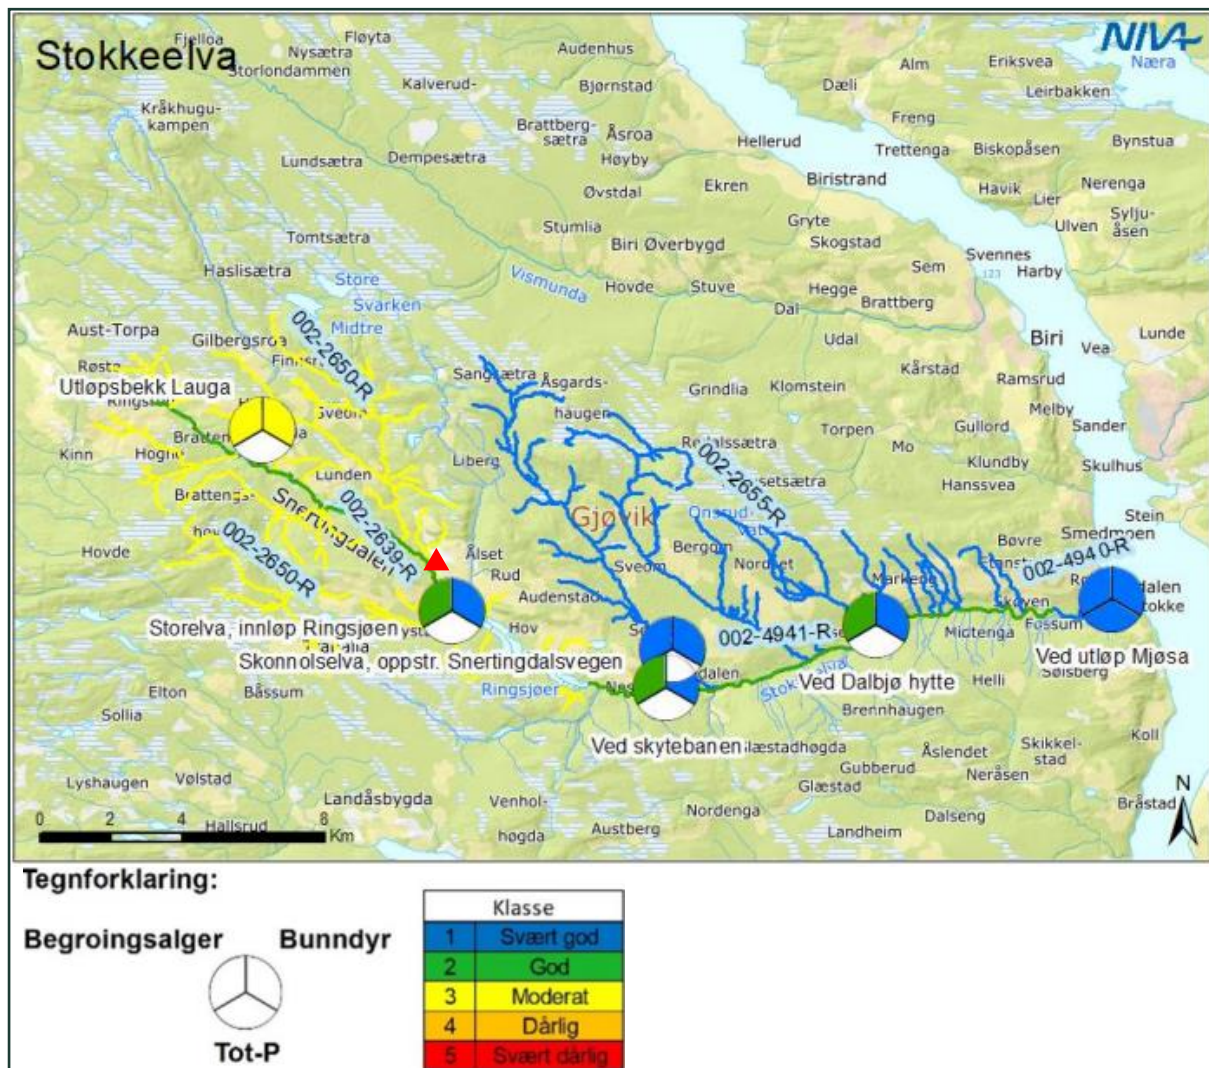 Stokkeelva
NIVA
Fjelloa
Fløyta
Nysætra
Storlondammen
Kalverud-
Audenhus
Bjørnstad
Alm
Eriksvea
Næra
Dæli
Leirbakken
Kråkhugu-
kampen
Brattberg-
sætra
Åsroa
Høyby
Freng
Hellerud
Trettenga
Biskopåsen
Bynstua
Lundsætra
Dempesætra
Øvstdal
Ekren
Biristrand
Havik
Lier
Nerenga
Stumlia
Gryte
Ulven
Sylju-
åsen
Tomtsætra
Biri Øverbygd
Skogstad
Svennes
Haslisætra
Store
Svarken
Midtre
Vismunda
Hovde
Stuve
Hegge
Sem
123
Harby
Brattberg
Dal
Aust-Torpa
Gilbergsroa
002-2650-R
Udal
Biri
Vea
Lunde
Røste
Sangsætra
Åsgards-
haugen
Grindlia
Klomstein
Kårstad
Ramsrud
Utløpsbekk Lauga
Sveom
Melby
Kinn
Liberg
Torpen
Mo
Gullord
Sander
Lunden
Klundby
Skulhus
Hanssvea
002-2655-R
Snertingdalen
002-2639-R
Gjøvik
Stein
Smedmoen
Hovde
002-2650-R
Ålset
Bergom
Bøvre
002-4940-R
Rud
Sveom
Nordset
Audenstad
Skoven
Storelva, innløp Ringsjøen
Hov
002-4941-R
Midtenga
Fossum
Skonnolselva, oppstr. Snertingdalsvegen
Ved utløp Mjøsa
Elton
Båssum
Ringsjøen
Ved Dalbjø hytte
Helli
Sølsberg
Sollia
Brennhaugen
Ved skytebanen
Koll
Åslendet
Skikkel-
stad
Lyshaugen
Vølstad
Gubberud
Neråsen
Glæstad
N
Landåsbygda
Venhol-
høgda
Nordenga
Dalseng
Bråstad
0 2 4 8
Km
Hallsrud
Austberg
Landheim
Tegnforklaring:
Begroingsalger
Bunndyr
Tot-P
Klasse
1 Svært god
2 God
3 Moderat
4 Dårlig
5 Svært dårlig